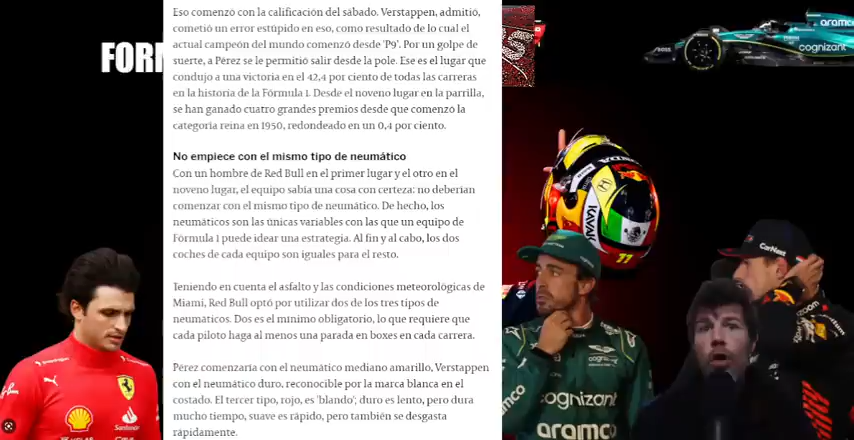 FORM
Eso comenzó con la calificación del sábado. Verstappen, admitió,
cometió un error estúpido en eso, como resultado de lo cual el
actual campeón del mundo comenzó desde 'P9'. Por un golpe de
suerte, a Pérez se le permitió salir desde la pole. Ese es el lugar que
condujo a una victoria en el 42,4 por ciento de todas las carreras
en la historia de la Fórmula 1. Desde el noveno lugar en la parrilla,
se han ganado cuatro grandes premios desde que comenzó la
categoría reina en 1950, redondeado en un 0,4 por ciento.
No empiece con el mismo tipo de neumático
Con un hombre de Red Bull en el primer lugar y el otro en el
noveno lugar, el equipo sabía una cosa con certeza: no deberían
comenzar con el mismo tipo de neumático. De hecho, los
neumáticos son las únicas variables con las que un equipo de
Fórmula 1 puede idear una estrategia. Al fin y al cabo, los dos
coches de cada equipo son iguales para el resto.
Teniendo en cuenta el asfalto y las condiciones meteorológicas de
Miami, Red Bull optó por utilizar dos de los tres tipos de
neumáticos. Dos es el mínimo obligatorio, lo que requiere que
cada piloto haga al menos una parada en boxes en cada carrera.
Pérez comenzaría con el neumático mediano amarillo, Verstappen
con el neumático duro, reconocible por la marca blanca en el
costado. El tercer tipo, rojo, es 'blando'; duro es lento, pero dura
mucho tiempo, suave es rápido, pero también se desgasta
rápidamente.
aramco
cognizant
HONDA
KAVAK
11
CarNext
Santander
cognizant
aramco